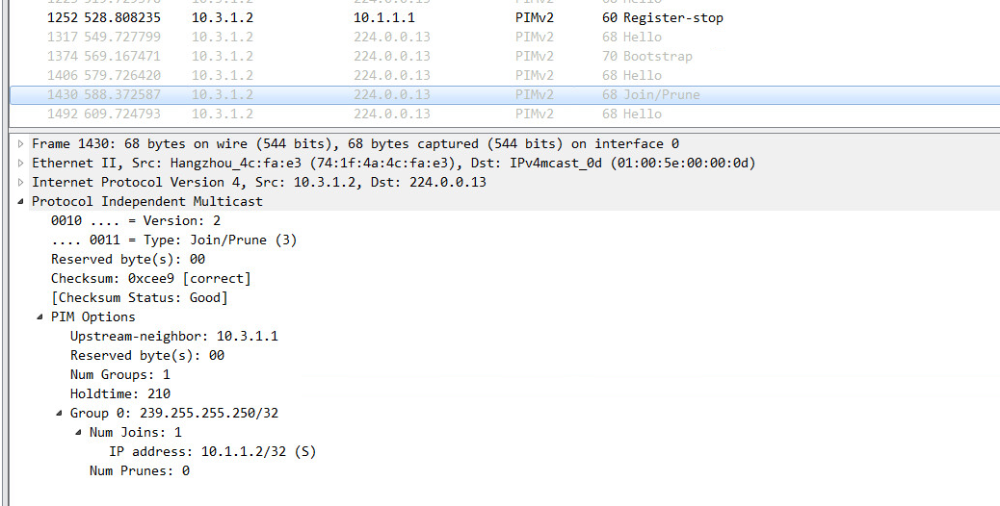 1252 528.808235 10.3.1.2 10.1.1.1 PIMv2 60 Register-stop
1317 549.727799 10.3.1.2 224.0.0.13 PIMv2 68 Hello
1374 569.167471 10.3.1.2 224.0.0.13 PIMv2 70 Bootstrap
1406 579.726420 10.3.1.2 224.0.0.13 PIMv2 68 Hello
1430 588.372587 10.3.1.2 224.0.0.13 PIMv2 68 Join/Prune
1492 609.724793 10.3.1.2 224.0.0.13 PIMv2 68 Hello
Frame 1430: 68 bytes on wire (544 bits), 68 bytes captured (544 bits) on interface 0
Ethernet II, Src: Hangzhou_4c:fa:e3 (74:1f:4a:4c:fa:e3), Dst: IPv4mcast_0d (01:00:5e:00:00:0d)
Internet Protocol Version 4, Src: 10.3.1.2, Dst: 224.0.0.13
Protocol Independent Multicast
0010 .... = Version: 2
.... 0011 = Type: Join/Prune (3)
Reserved byte(s): 00
Checksum: 0xcee9 [correct]
[Checksum Status: Good]
PIM Options
Upstream-neighbor: 10.3.1.1
Reserved byte(s): 00
Num Groups: 1
Holdtime: 210
Group 0: 239.255.255.250/32
Num Joins: 1
IP address: 10.1.1.2/32 (S)
Num Prunes: 0